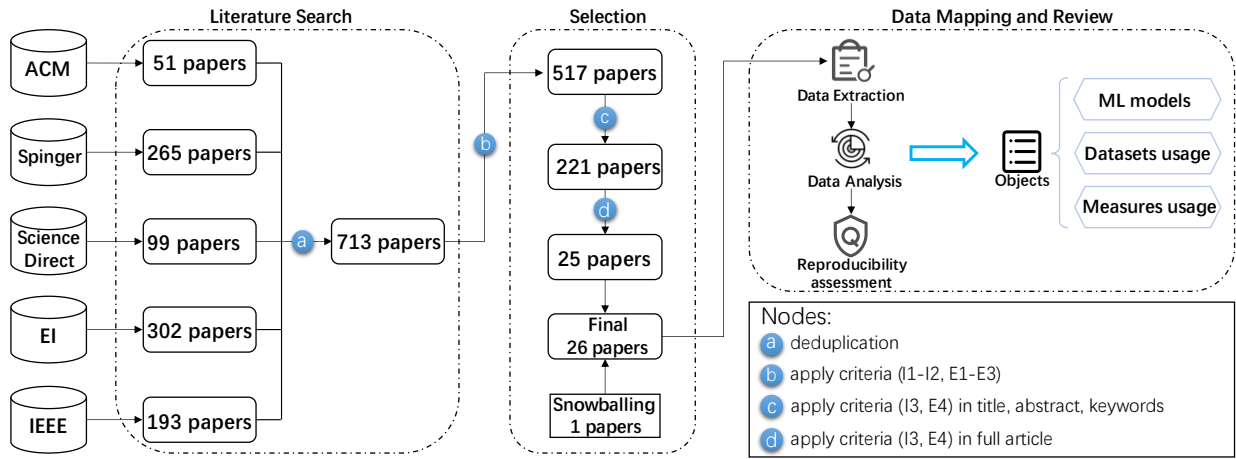 Literature Search
Selection
Data Mapping and Review
ACM
51 papers
Spinger
265 papers
Science
Direct
99 papers
EI
302 papers
IEEE
193 papers
a
713 papers
b
517 papers
c
221 papers
d
25 papers
Final
26 papers
Snowballing
1 papers
Data Extraction
Data Analysis
Reproducibility
assessment
Objects
ML models
Datasets usage
Measures usage
Nodes:
a deduplication
b apply criteria (I1-I2, E1-E3)
c apply criteria (I3, E4) in title, abstract, keywords
d apply criteria (I3, E4) in full article